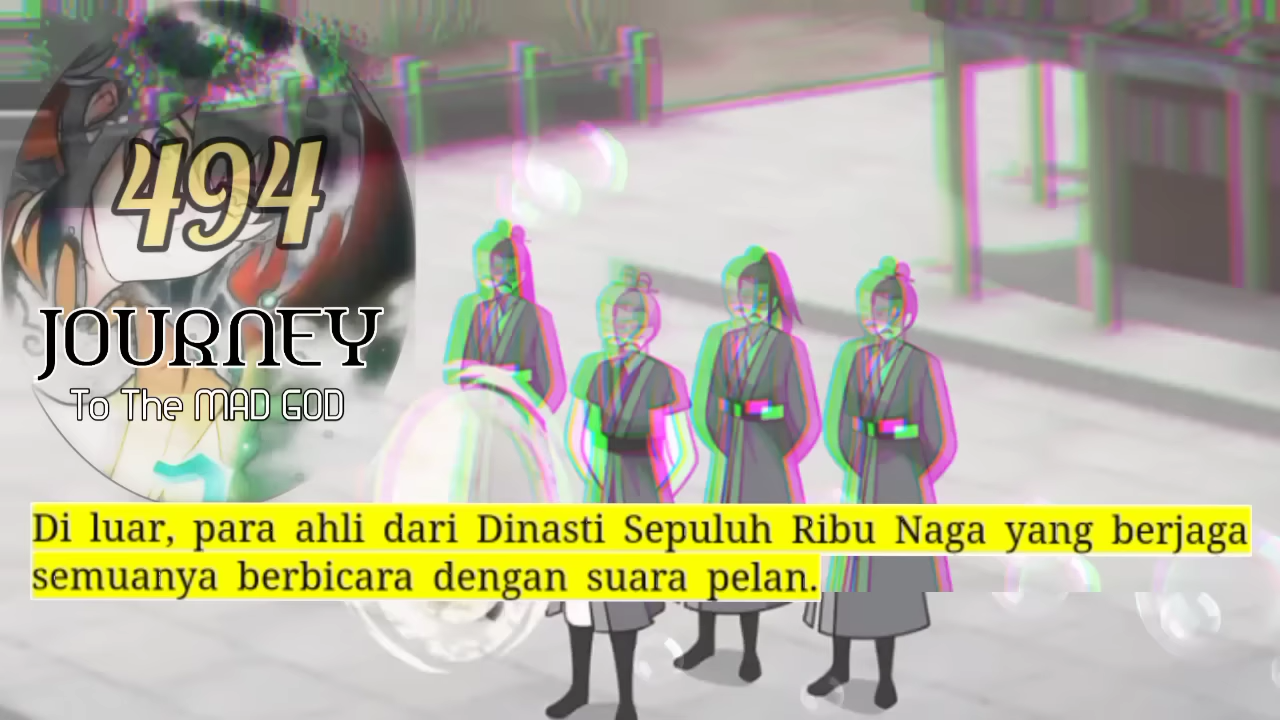 494
JOURNEY
To The MAD GOD
Di luar, para ahli dari Dinasti Sepuluh Ribu Naga yang berjaga
semuanya berbicara dengan suara pelan.